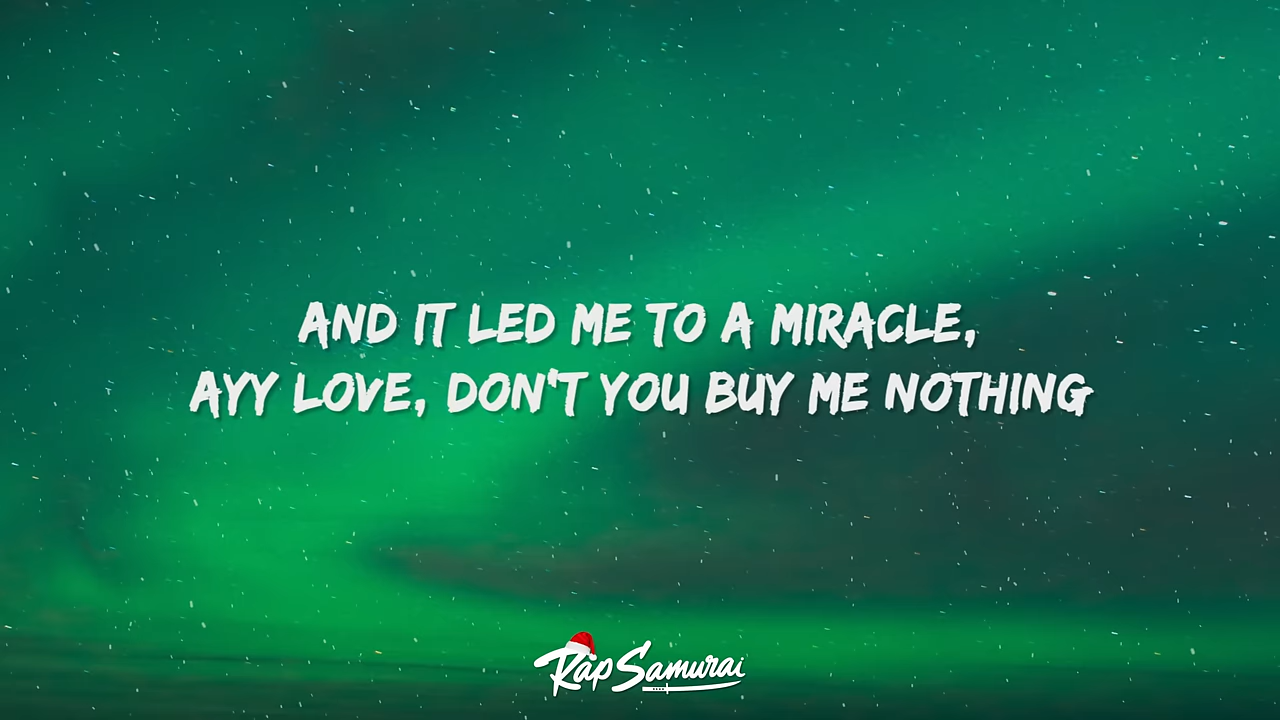 AND IT LED ME TO A MIRACLE,
AYY LOVE, DON'T YOU BUY ME NOTHING
Rap Samurai